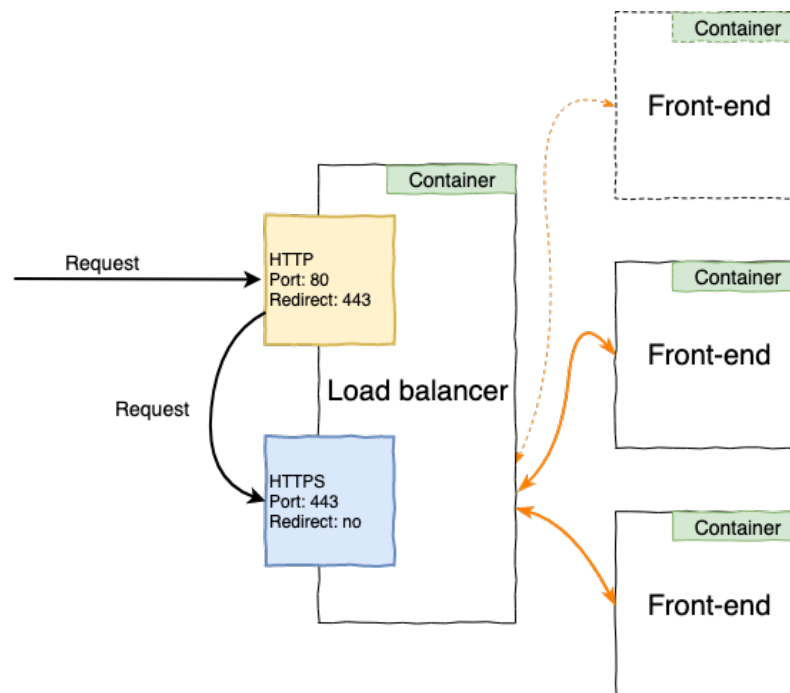 Container
Front-end
Container
HTTP
Port: 80
Redirect: 443
Request
Container
Front-end
Load balancer
Request
HTTPS
Port: 443
Redirect: no
Container
Front-end